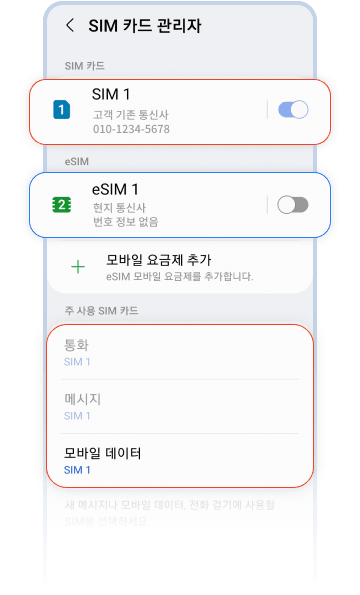 SIM 카드 관리자
SIM 카드
1
SIM 1
고객 기존 통신사
010-1234-5678
eSIM
2
eSIM 1
현지 통신사
번호 정보 없음
모바일 요금제 추가
eSIM 모바일 요금제를 추가합니다.
주 사용 SIM 카드
통화
SIM 1
메시지
SIM 1
모바일 데이터
SIM 1
새 메시지나 모바일 데이터, 전화 걸기에 사용될
SIM을 선택하세요.